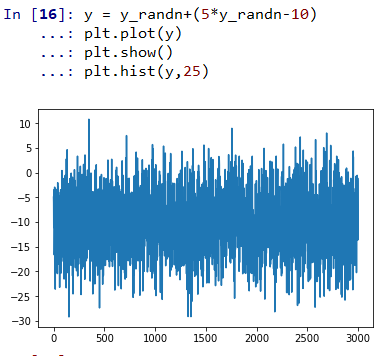 In [16]: y = y_randn+(5*y_randn-10)
...: plt.plot(y)
...: plt.show()
...: plt.hist(y,25)
10
5
0
−5
−10
−15
−20
−25
−30
0 500 1000 1500 2000 2500 3000